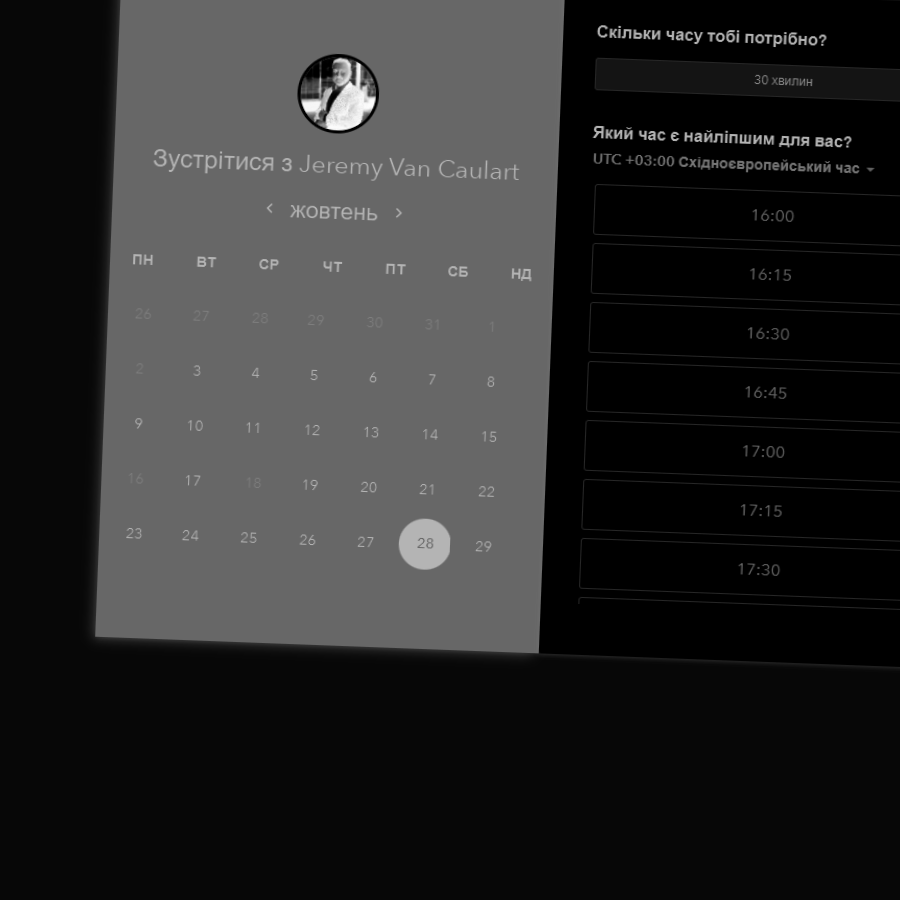 Зустрітися з Jeremy Van Caulart
жовтень
ПН ВТ СР ЧТ ПТ СБ НД
26 27 28 29 30 31 1
2 3 4 5 6 7 8
9 10 11 12 13 14 15
16 17 18 19 20 21 22
23 24 25 26 27 28 29
Скільки часу тобі потрібно?
30 хвилин
Який час є найліпшим для вас?
UTC +03:00 Східноєвропейський час
16:00
16:15
16:30
16:45
17:00
17:15
17:30